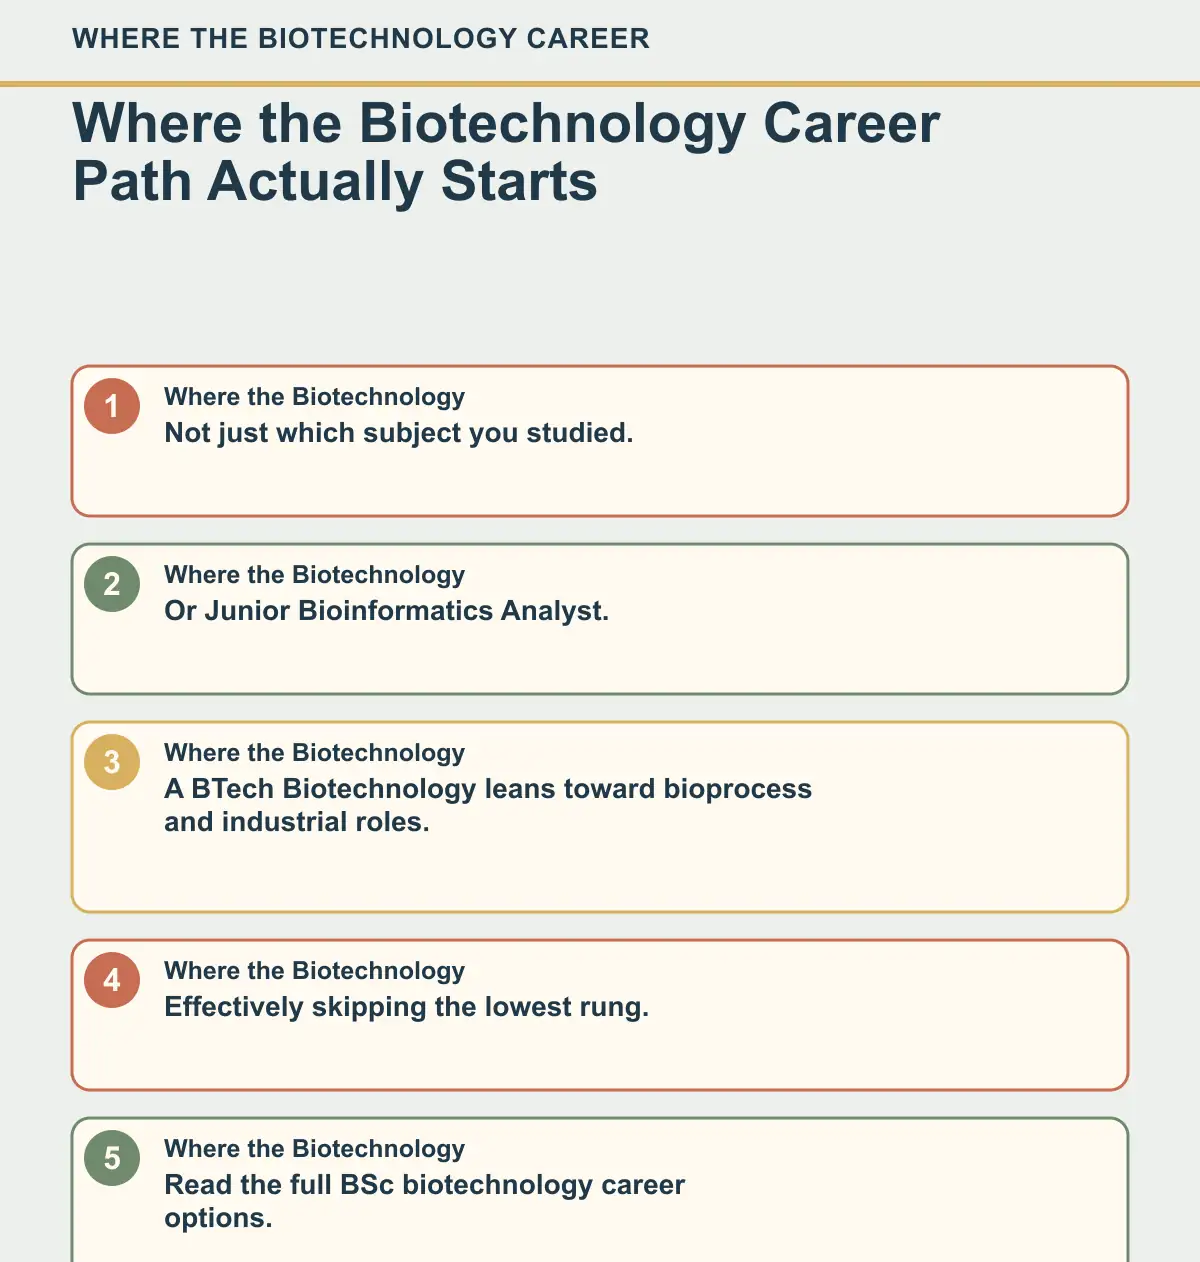 WHERE THE BIOTECHNOLOGY CAREER
Where the Biotechnology Career
Path Actually Starts
1
Where the Biotechnology
Not just which subject you studied.
2
Where the Biotechnology
Or Junior Bioinformatics Analyst.
3
Where the Biotechnology
A BTech Biotechnology leans toward bioprocess
and industrial roles.
4
Where the Biotechnology
Effectively skipping the lowest rung.
5
Where the Biotechnology
Read the full BSc biotechnology career
options.